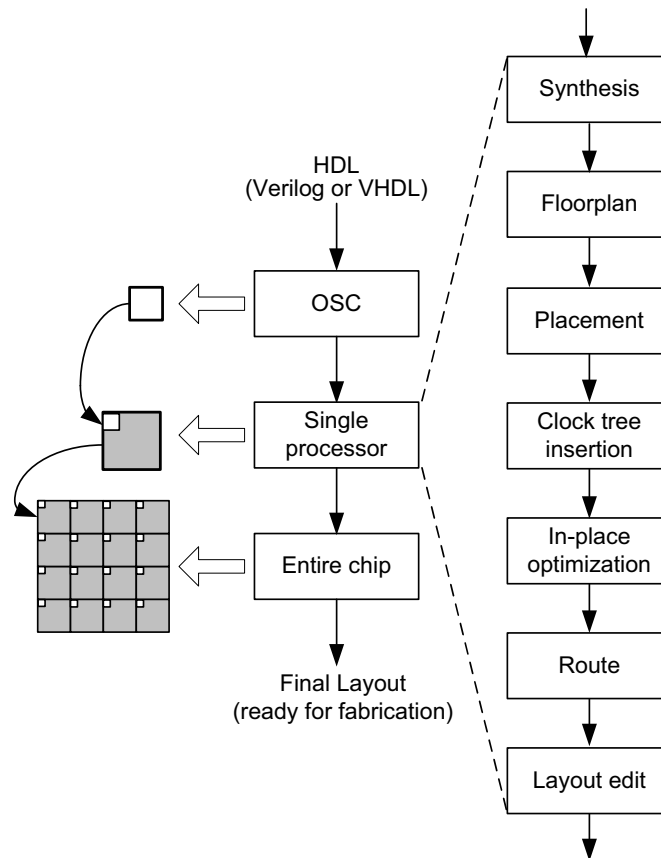 HDL
(Verilog or VHDL)
OSC
Single
processor
Entire chip
Final Layout
(ready for fabrication)
Synthesis
Floorplan
Placement
Clock tree
insertion
In-place
optimization
Route
Layout edit